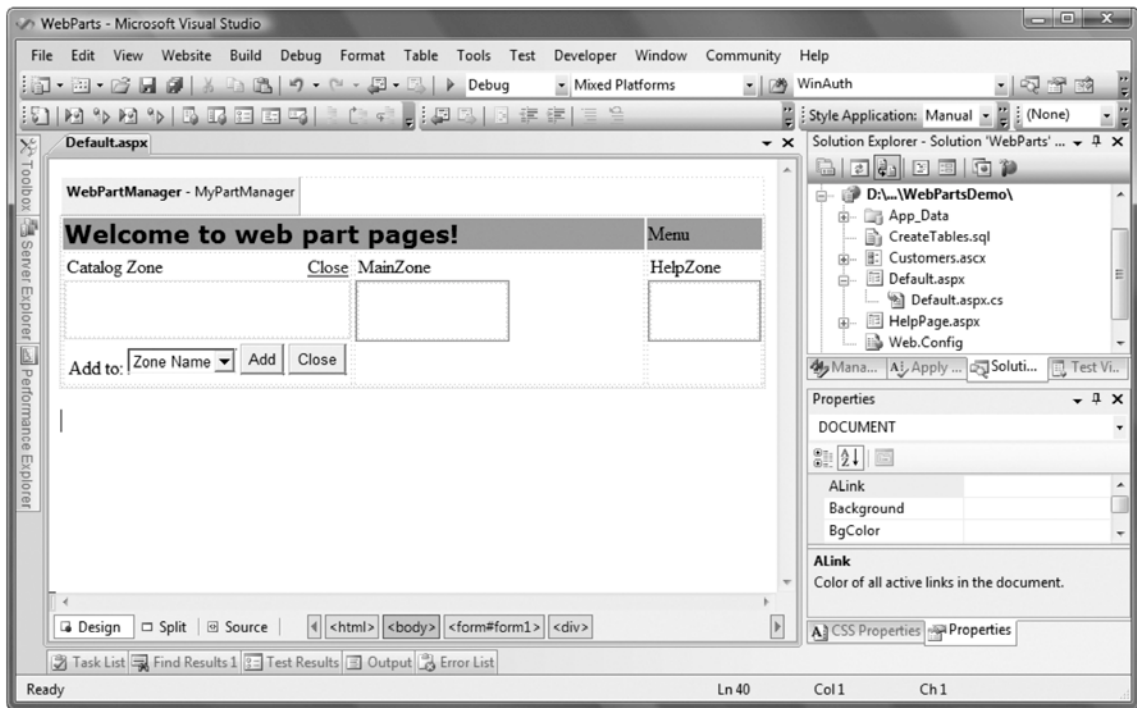 WebParts - Microsoft Visual Studio
File Edit View Website Build Debug Format Table Tools Test Developer Window Community Help
Debug Mixed Platforms WinAuth
Style Application: Manual (None)
Toolbox
Server Explorer
Performance Explorer
Default.aspx
WebPartManager - MyPartManager
Welcome to web part pages! Menu
Catalog Zone Close MainZone HelpZone
Add to: Zone Name Add Close
Design Split Source <html> <body> <form#form1> <div>
Solution Explorer - Solution 'WebParts' ...
D:\...\WebPartsDemo\
App_Data
CreateTables.sql
Customers.ascx
Default.aspx
Default.aspx.cs
HelpPage.aspx
Web.Config
Mana... Apply ... Soluti... Test Vi...
Properties
DOCUMENT
ALink
Background
BgColor
ALink
Color of all active links in the document.
CSS Properties Properties
Task List Find Results 1 Test Results Output Error List
Ready Ln 40 Col 1 Ch 1